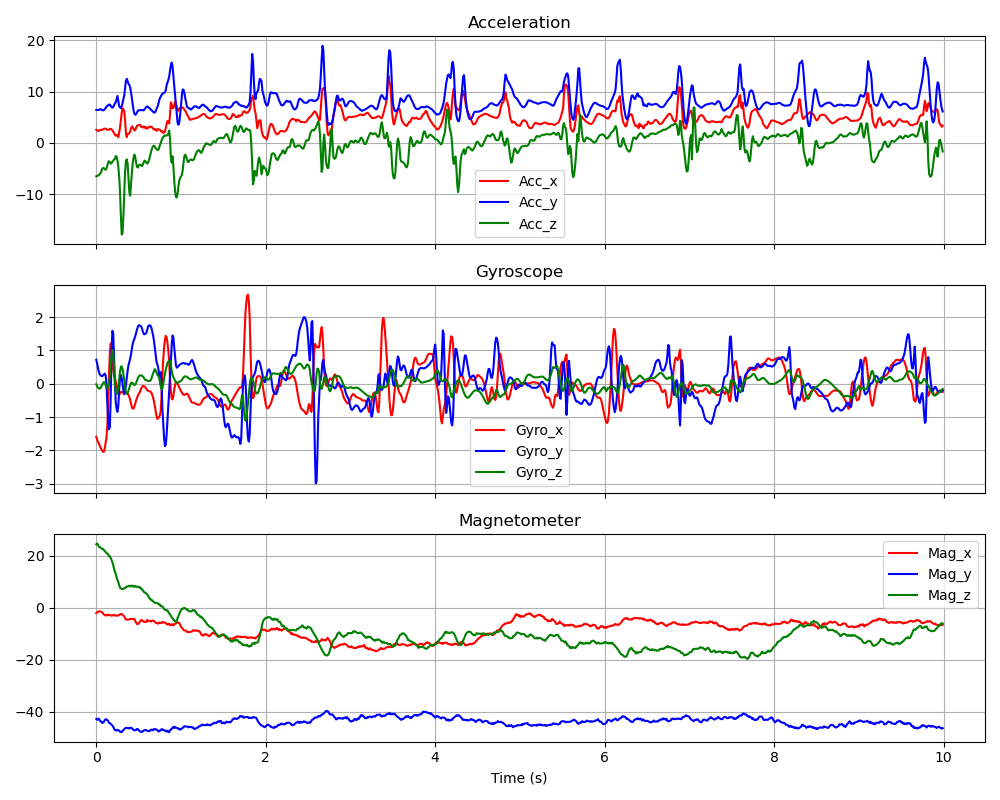 Acceleration
20
10
0
−10
Acc_x
Acc_y
Acc_z
Gyroscope
2
1
0
−1
−2
−3
Gyro_x
Gyro_y
Gyro_z
Magnetometer
20
0
−20
−40
Mag_x
Mag_y
Mag_z
0 2 4 6 8 10
Time (s)